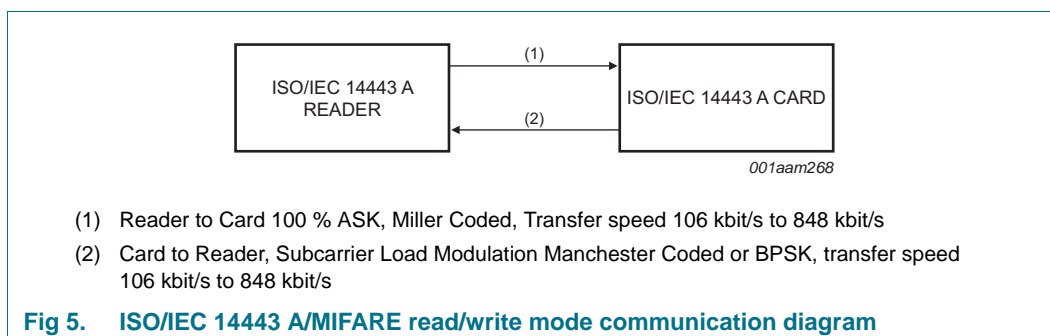 (1)
ISO/IEC 14443 A
READER
ISO/IEC 14443 A CARD
(2)
001aam268
(1) Reader to Card 100 % ASK, Miller Coded, Transfer speed 106 kbit/s to 848 kbit/s
(2) Card to Reader, Subcarrier Load Modulation Manchester Coded or BPSK, transfer speed
106 kbit/s to 848 kbit/s
Fig 5. ISO/IEC 14443 A/MIFARE read/write mode communication diagram